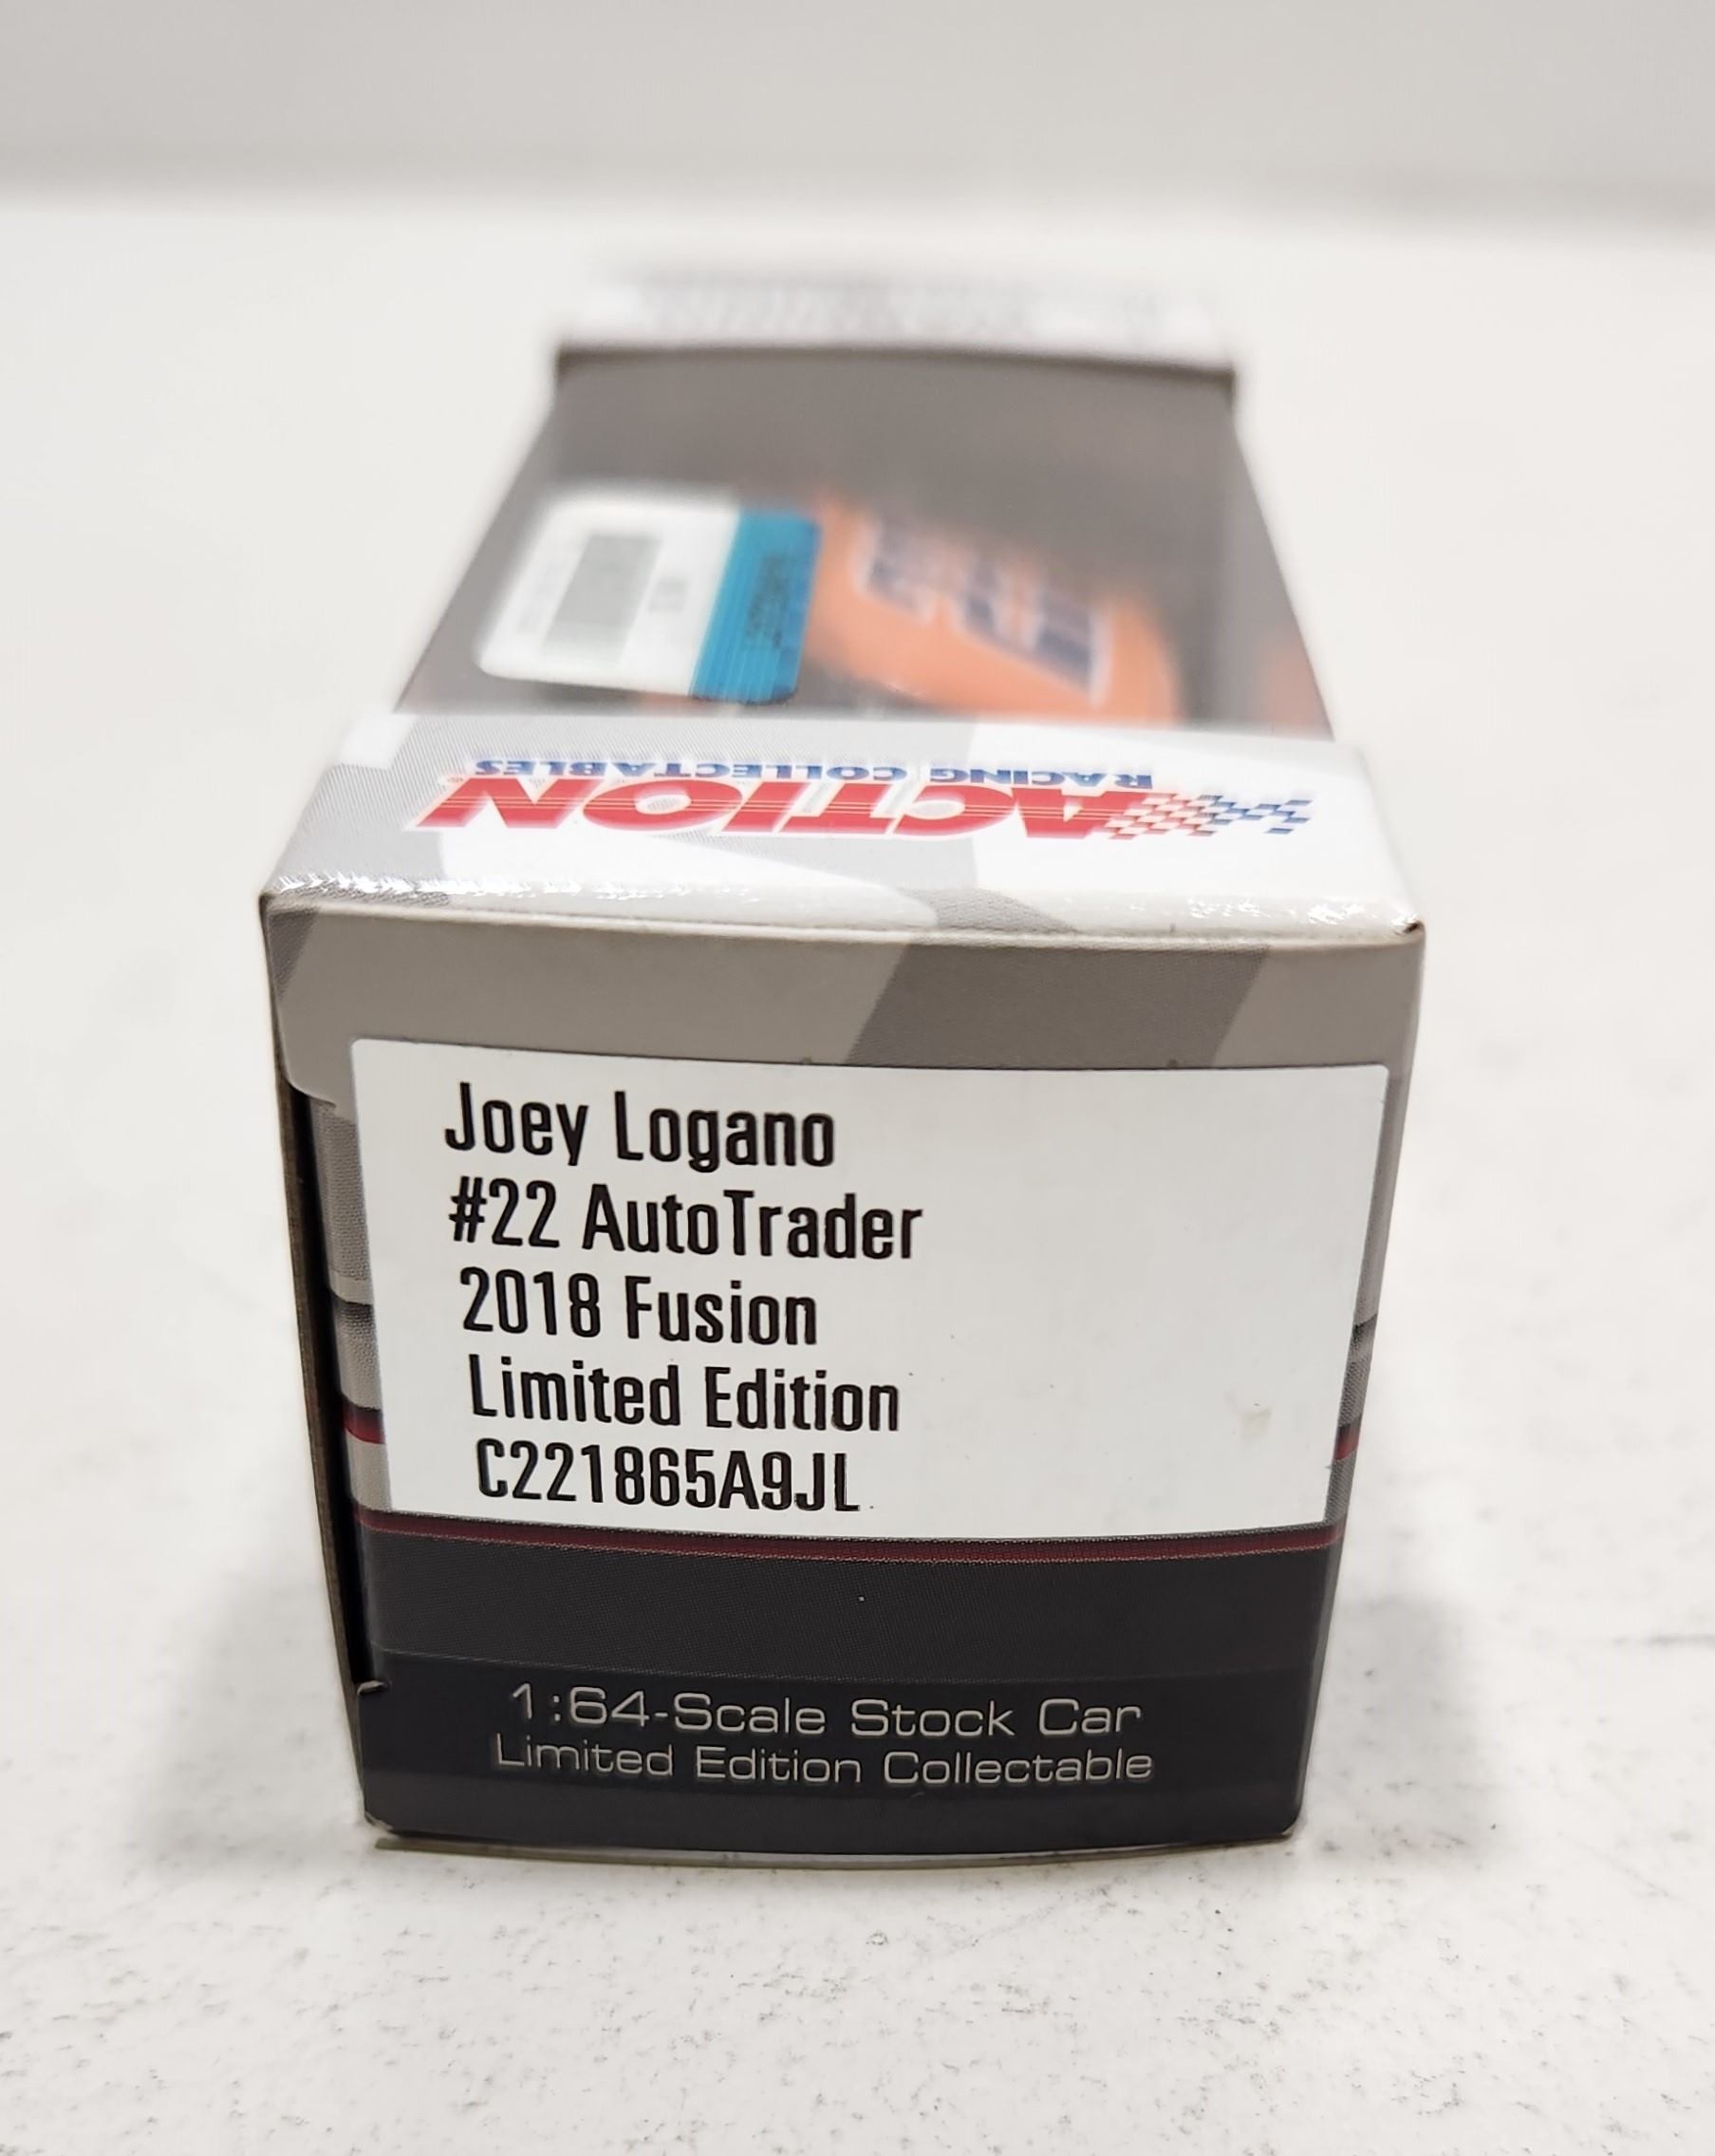 ACTION
RACING COLLECTABLES
Joey Logano
#22 AutoTrader
2018 Fusion
Limited Edition
C221865A9JL
1:64-Scale Stock Car
Limited Edition Collectable